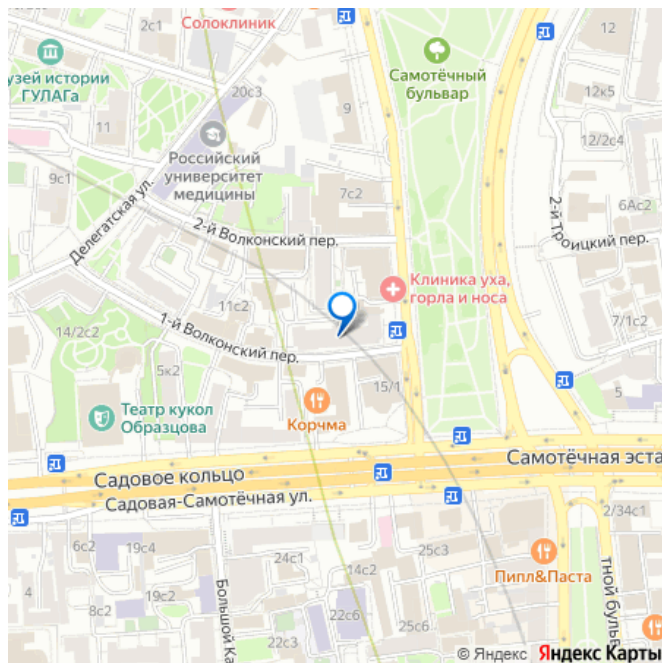 2с1
Солоклиник
Музей истории
ГУЛАГа
20с3
Самотёчный
бульвар
12
12к5
11
9
12/2с4
Российский
университет
медицины
9с1
7с2
6Ас2
Делегатская ул.
2-й Волконский пер.
2-й Троицкий пер.
Клиника уха,
горла и носа
11с2
1-й Волконский пер.
14/2с2
7/1с2
5к2
15/1
5
Театр кукол
Образцова
Корчма
Садовое кольцо
Самотёчная эста
Садовая-Самотёчная ул.
2/34с1
6с2
19с4
24с1
25с3
14с2
Пипл&Паста
8с2
19с2
Большой Ка
25с2
тной бульв
22с6
22с3
© Яндекс
Яндекс Карты